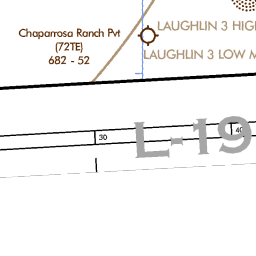 Chaparrosa Ranch Pvt
(72TE)
682 - 52
LAUGHLIN 3 HIGH
LAUGHLIN 3 LOW M
30
40
L-19